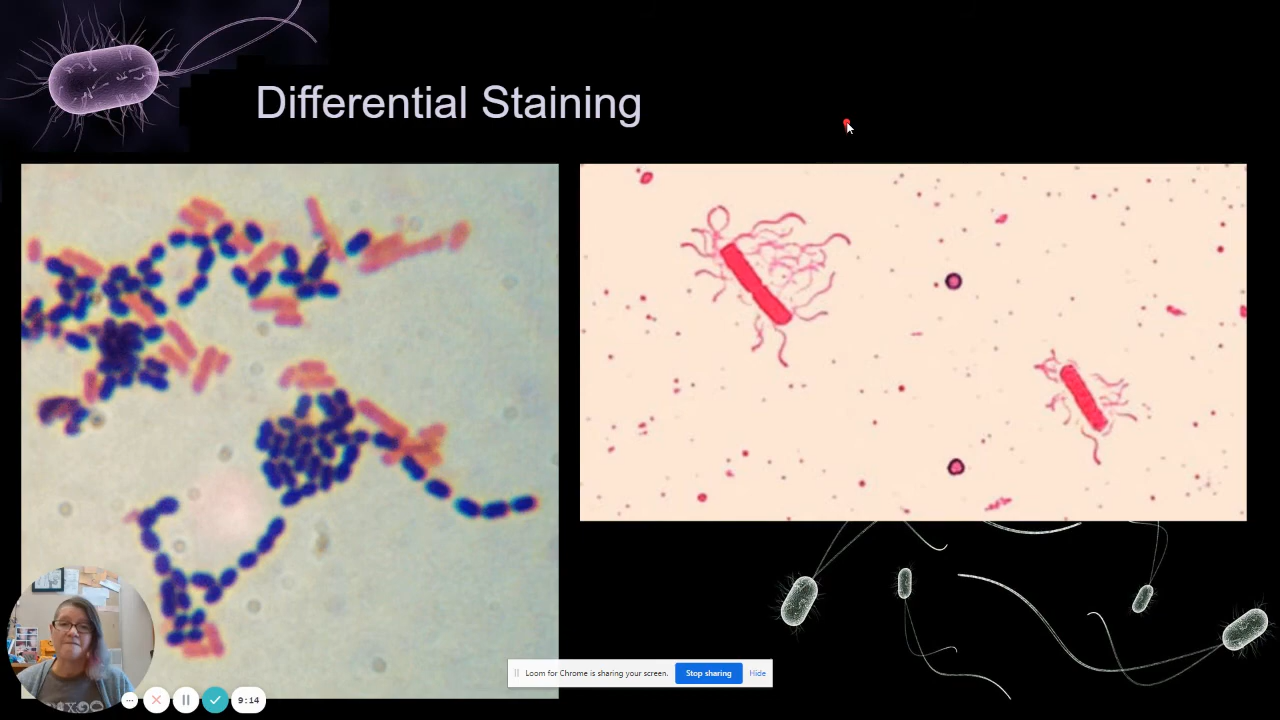 Differential Staining
Loom for Chrome is sharing your screen.
Stop sharing
Hide
9:14